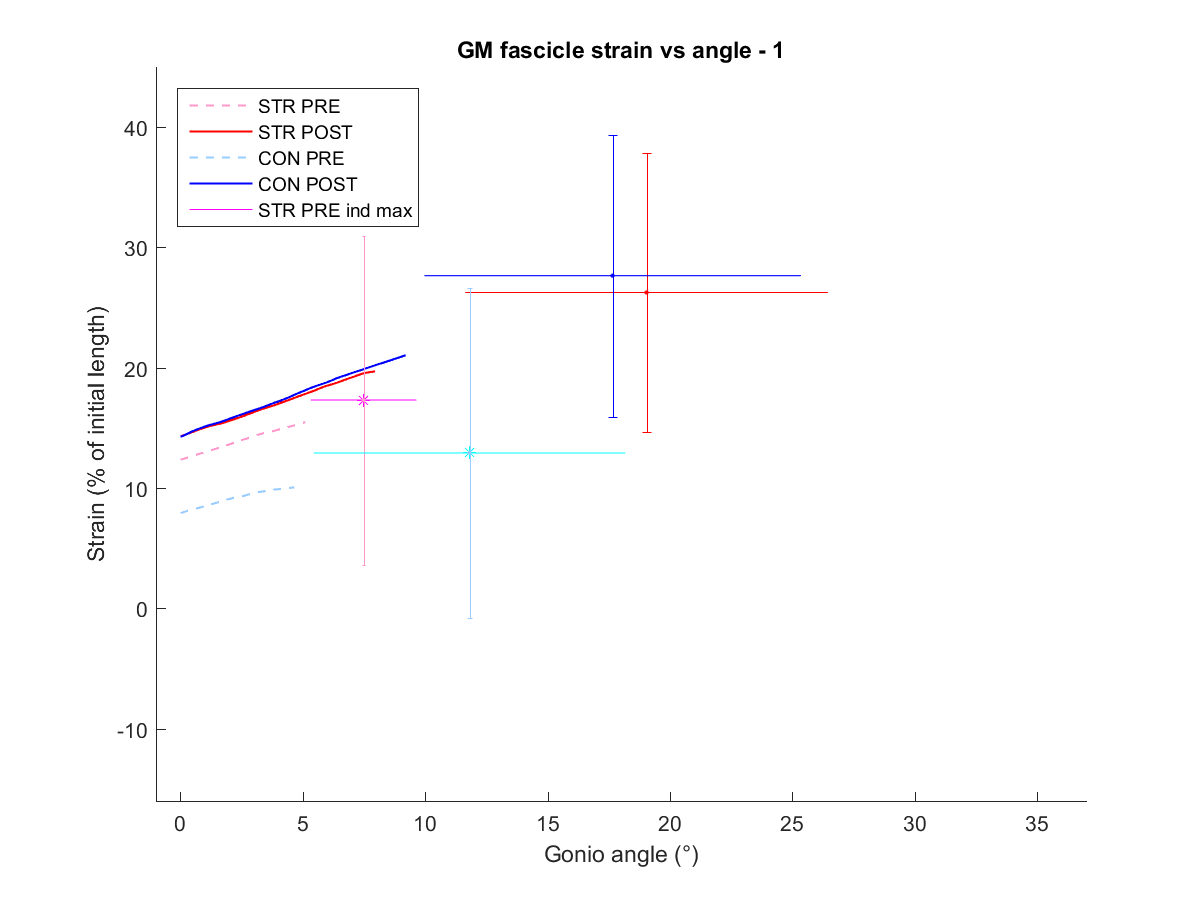 GM fascicle strain vs angle - 1
STR PRE
STR POST
CON PRE
CON POST
STR PRE ind max
40
30
20
10
0
-10
Strain (% of initial length)
0 5 10 15 20 25 30 35
Gonio angle (°)